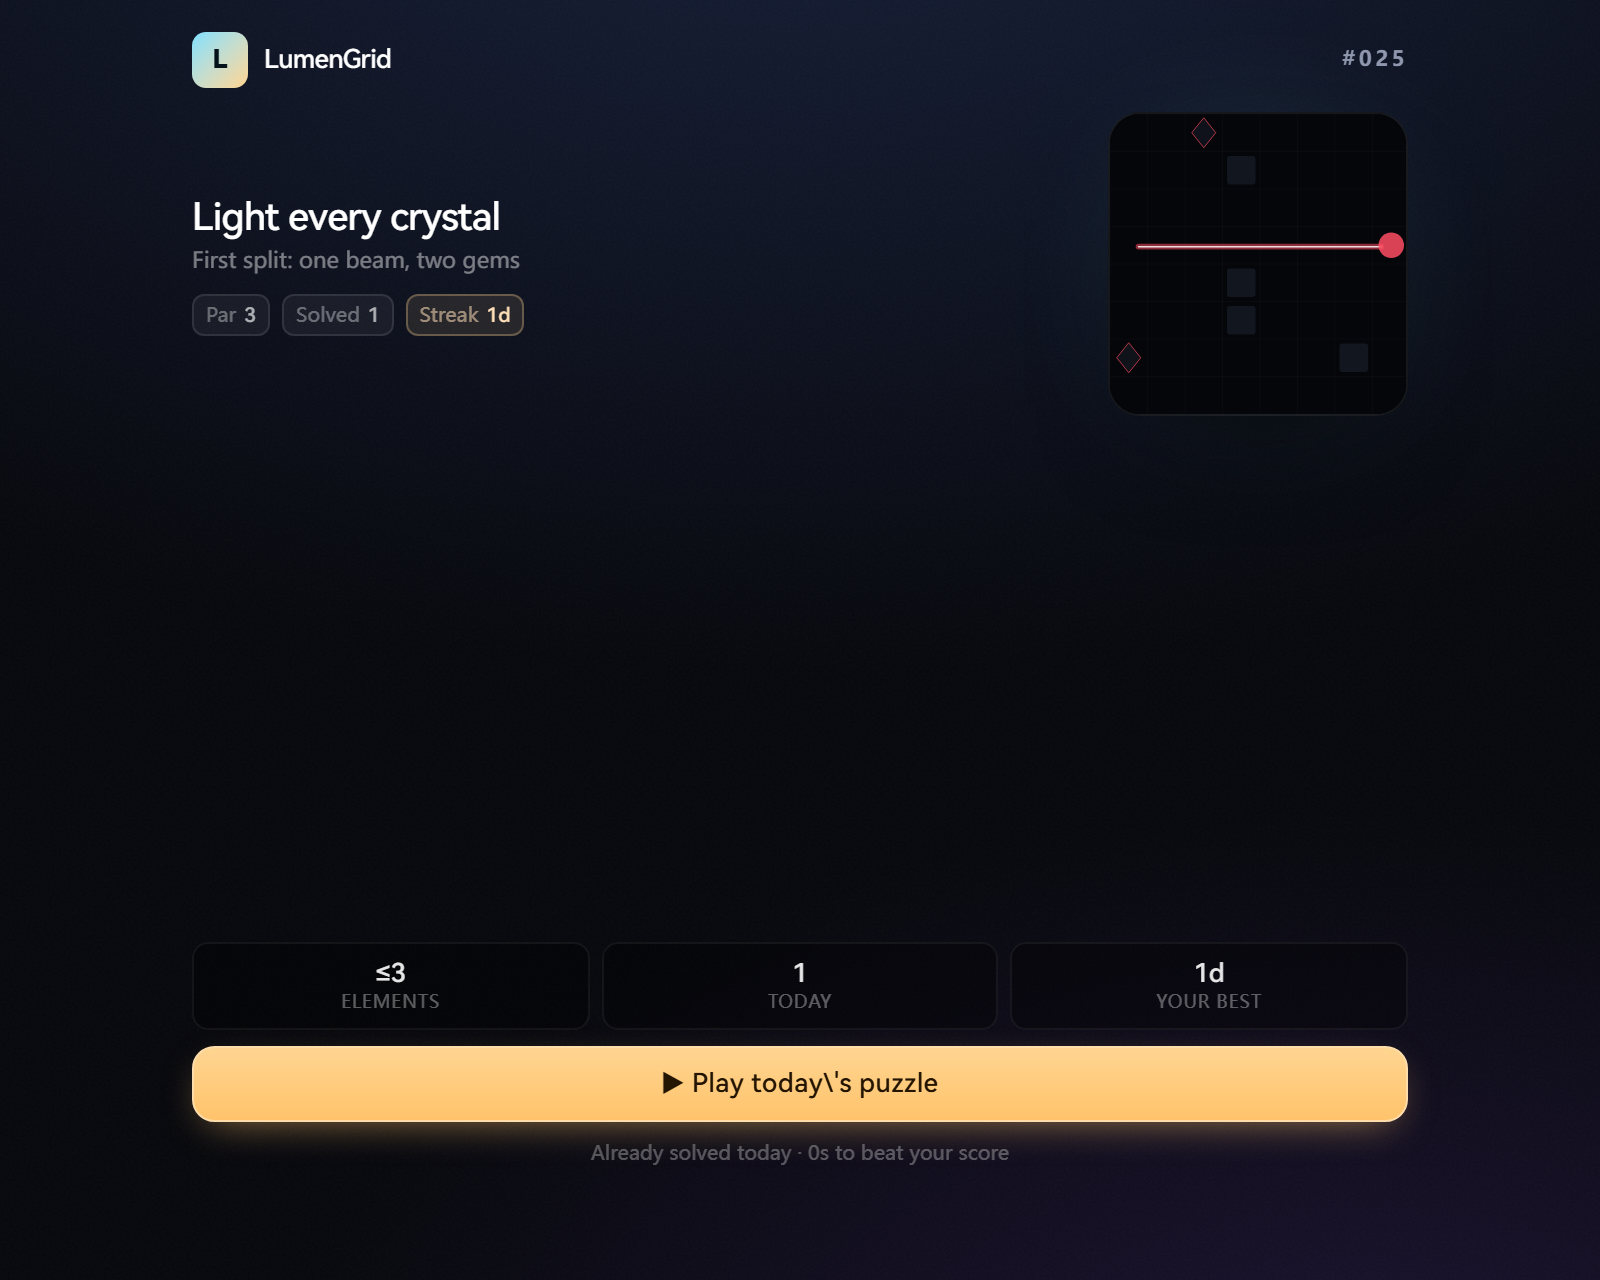 L LumenGrid
#025
Light every crystal
First split: one beam, two gems
Par 3 Solved 1 Streak 1d
≤3 1 1d
ELEMENTS TODAY YOUR BEST
▶ Play today\'s puzzle
Already solved today · 0s to beat your score